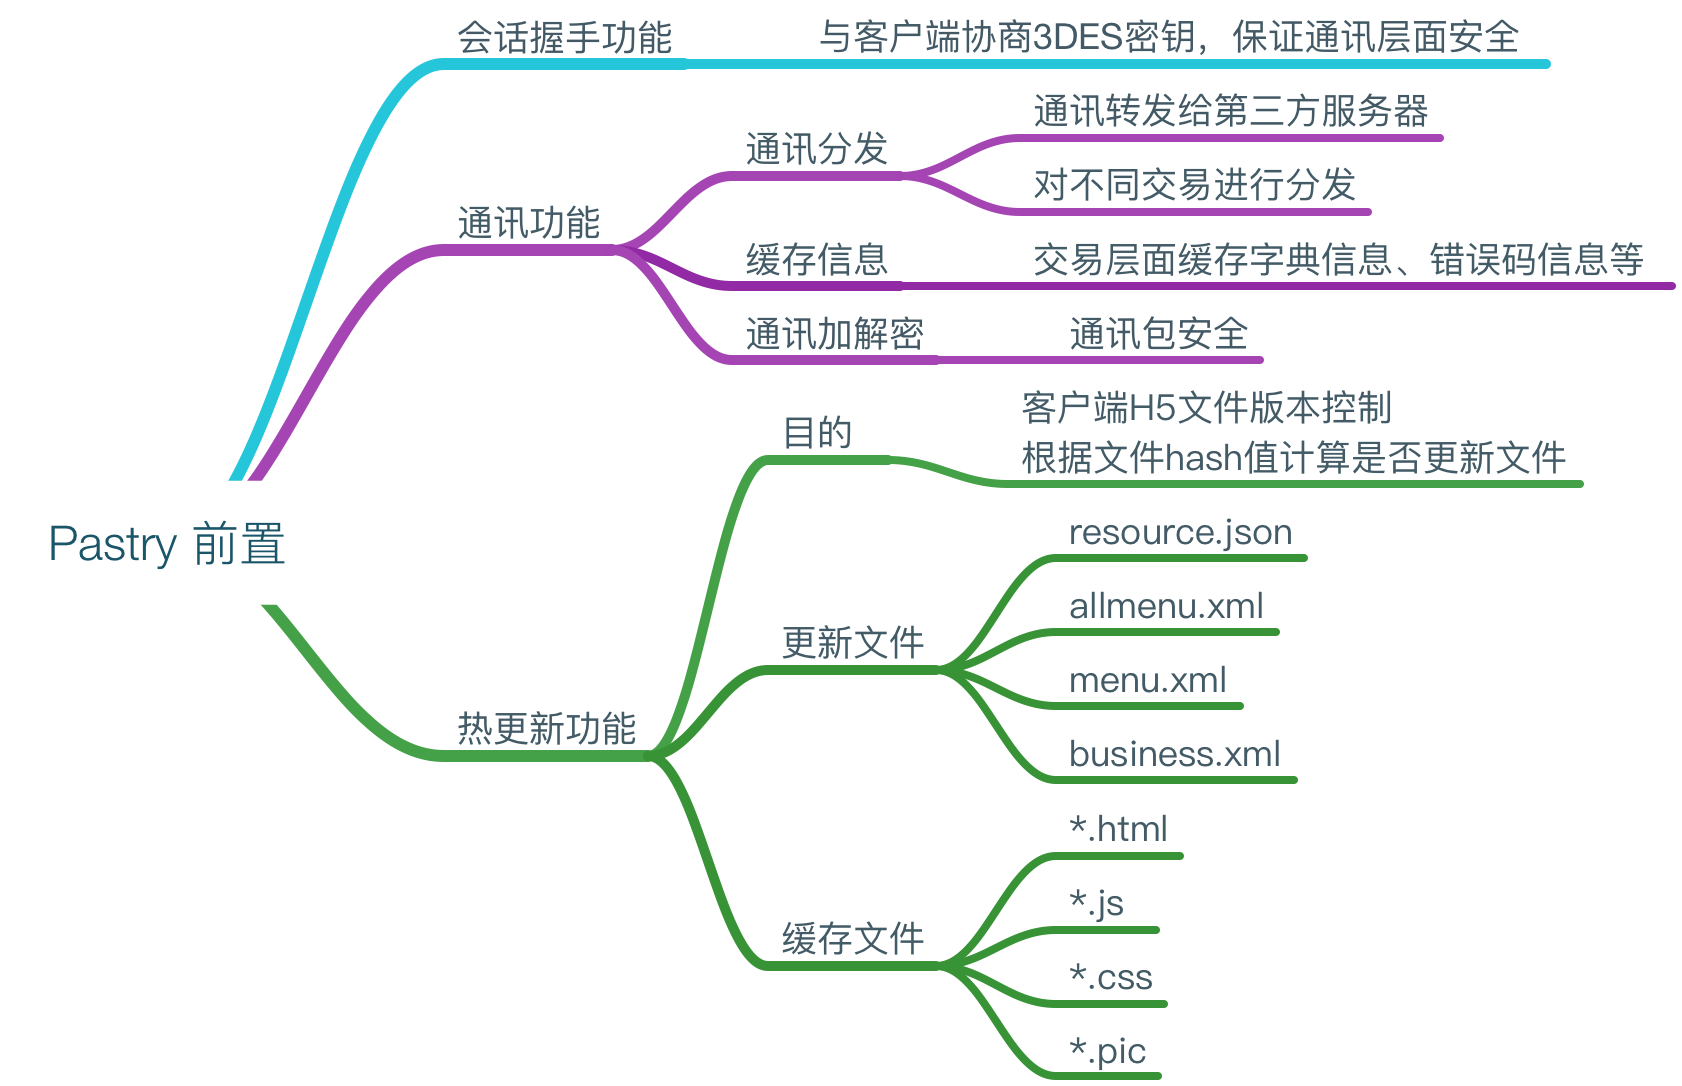 会话握手功能
与客户端协商3DES密钥，保证通讯层面安全
通讯功能
通讯分发
通讯转发给第三方服务器
对不同交易进行分发
缓存信息
交易层面缓存字典信息、错误码信息等
通讯加解密
通讯包安全
Pastry 前置
热更新功能
目的
客户端H5文件版本控制
根据文件hash值计算是否更新文件
更新文件
resource.json
allmenu.xml
menu.xml
business.xml
缓存文件
*.html
*.js
*.css
*.pic